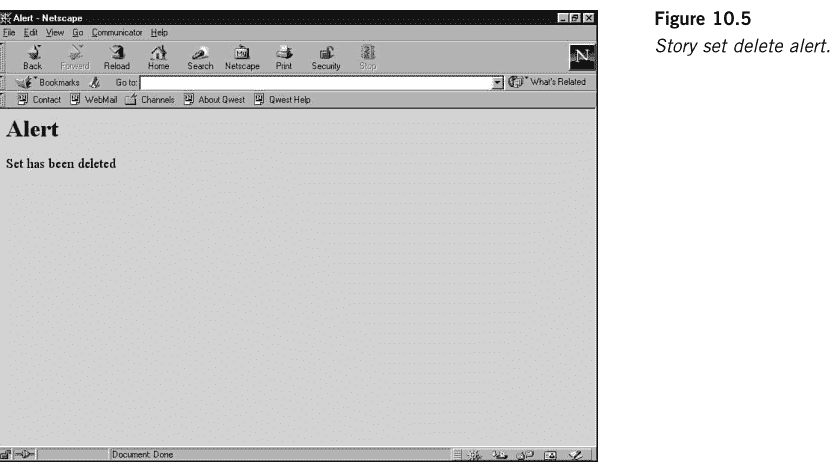 Alert - Netscape
File Edit View Go Communicator Help
Back Forward Reload Home Search Netscape Print Security Stop
Bookmarks Go to: What's Related
Contact WebMail Channels About Qwest Qwest Help
Alert
Set has been deleted
Document: Done
Figure 10.5
Story set delete alert.